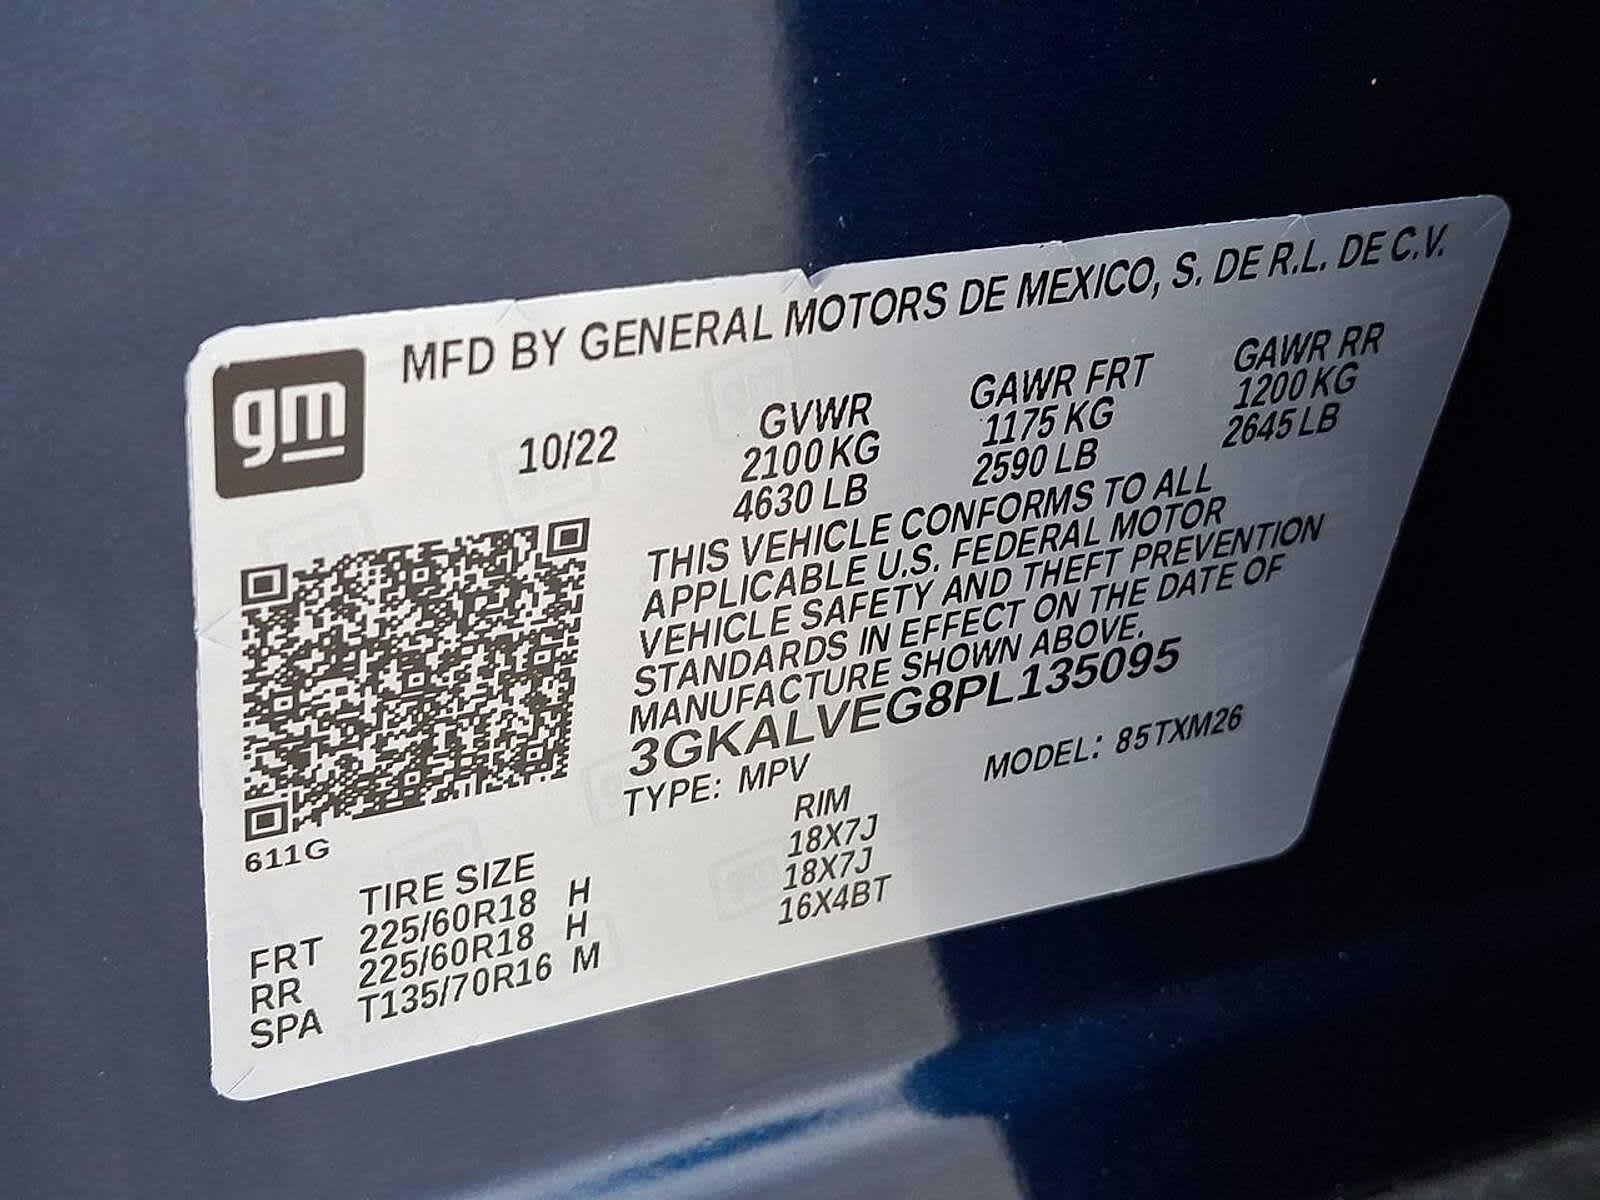 gm
MFD BY GENERAL MOTORS DE MEXICO, S. DE R.L. DE C.V.
10/22
GVWR GAWR FRT GAWR RR
2100 KG 1175 KG 1200 KG
4630 LB 2590 LB 2645 LB
THIS VEHICLE CONFORMS TO ALL
APPLICABLE U.S. FEDERAL MOTOR
VEHICLE SAFETY AND THEFT PREVENTION
STANDARDS IN EFFECT ON THE DATE OF
MANUFACTURE SHOWN ABOVE.
3GKALVEG8PL135095
TYPE: MPV MODEL: 85TXM26
611G
TIRE SIZE RIM
FRT 225/60R18 H 18X7J
RR 225/60R18 H 18X7J
SPA T135/70R16 M 16X4BT